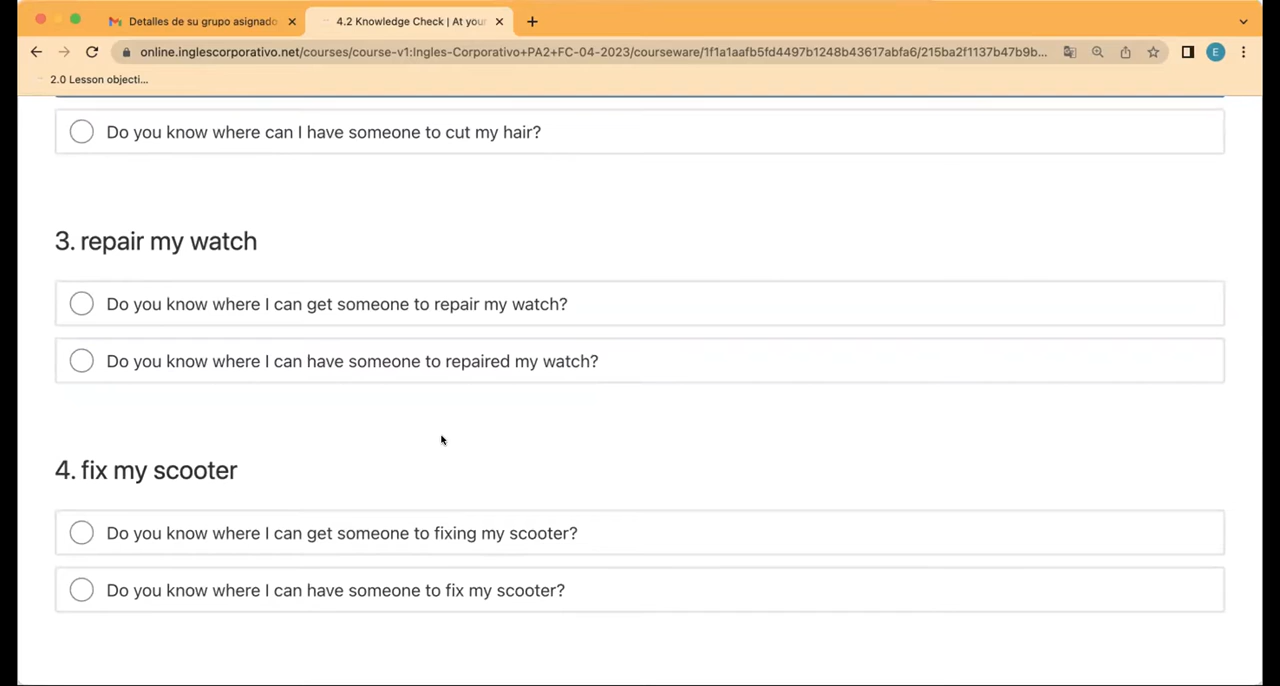 Detalles de su grupo asignado
4.2 Knowledge Check | At your
online.inglescorporativo.net/courses/course-v1:Ingles-Corporativo+PA2+FC-04-2023/courseware/1f1a1aafb5fd4497b1248b43617abfa6/215ba2f1137b47b9b...
E
2.0 Lesson objecti...
Do you know where can I have someone to cut my hair?
3. repair my watch
Do you know where I can get someone to repair my watch?
Do you know where I can have someone to repaired my watch?
4. fix my scooter
Do you know where I can get someone to fixing my scooter?
Do you know where I can have someone to fix my scooter?